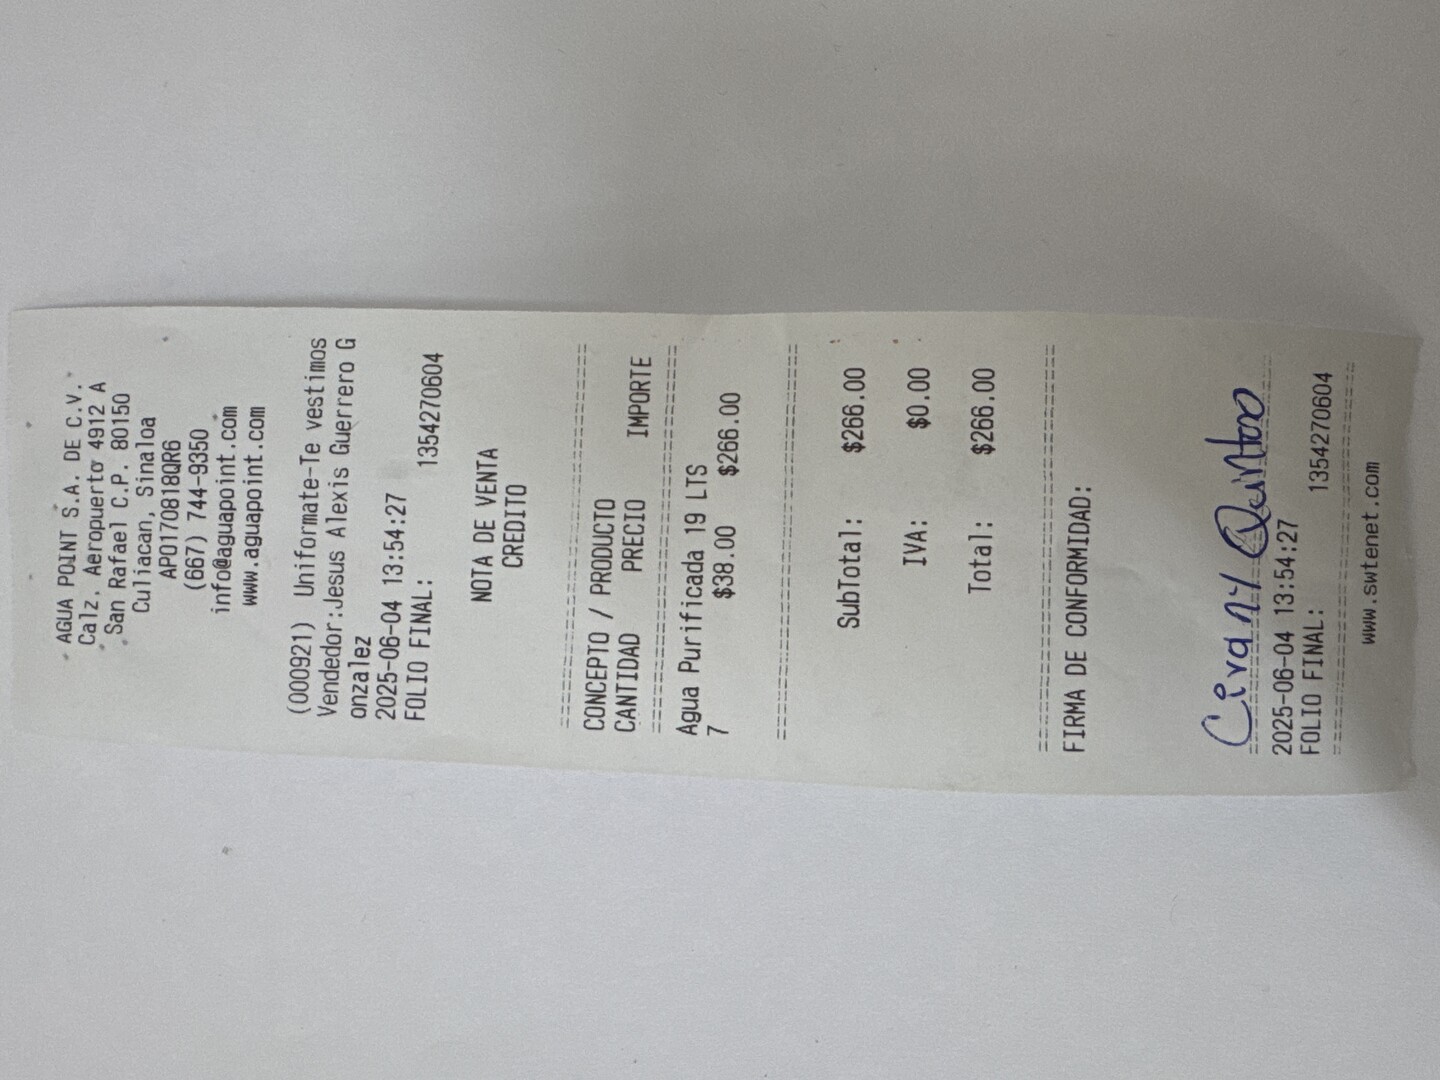 AGUA POINT S.A. DE C.V.
Calz. Aeropuerto 4912 A
San Rafael C.P. 80150
Culiacan, Sinaloa
APO170818QR6
(667) 744-9350
info@aguapoint.com
www.aguapoint.com
(000921) Uniformate-Te vestimos
Vendedor:Jesus Alexis Guerrero G
onzalez
2025-06-04 13:54:27
FOLIO FINAL: 1354270604
NOTA DE VENTA
CREDITO
================================
CONCEPTO / PRODUCTO
CANTIDAD PRECIO IMPORTE
================================
Agua Purificada 19 LTS
7 $38.00 $266.00
================================
SubTotal: $266.00
IVA: $0.00
Total: $266.00
================================
FIRMA DE CONFORMIDAD:
Quintero
================================
2025-06-04 13:54:27
FOLIO FINAL: 1354270604
================================
www.swtenet.com